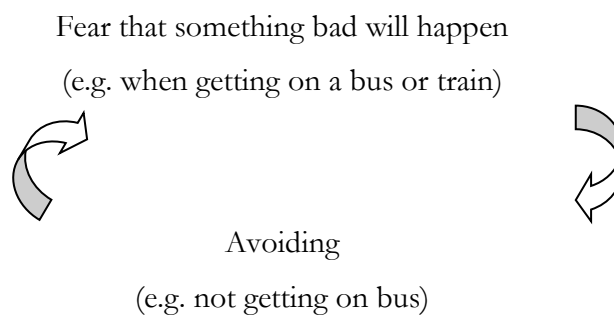 Fear that something bad will happen
(e.g. when getting on a bus or train)
Avoiding
(e.g. not getting on bus)